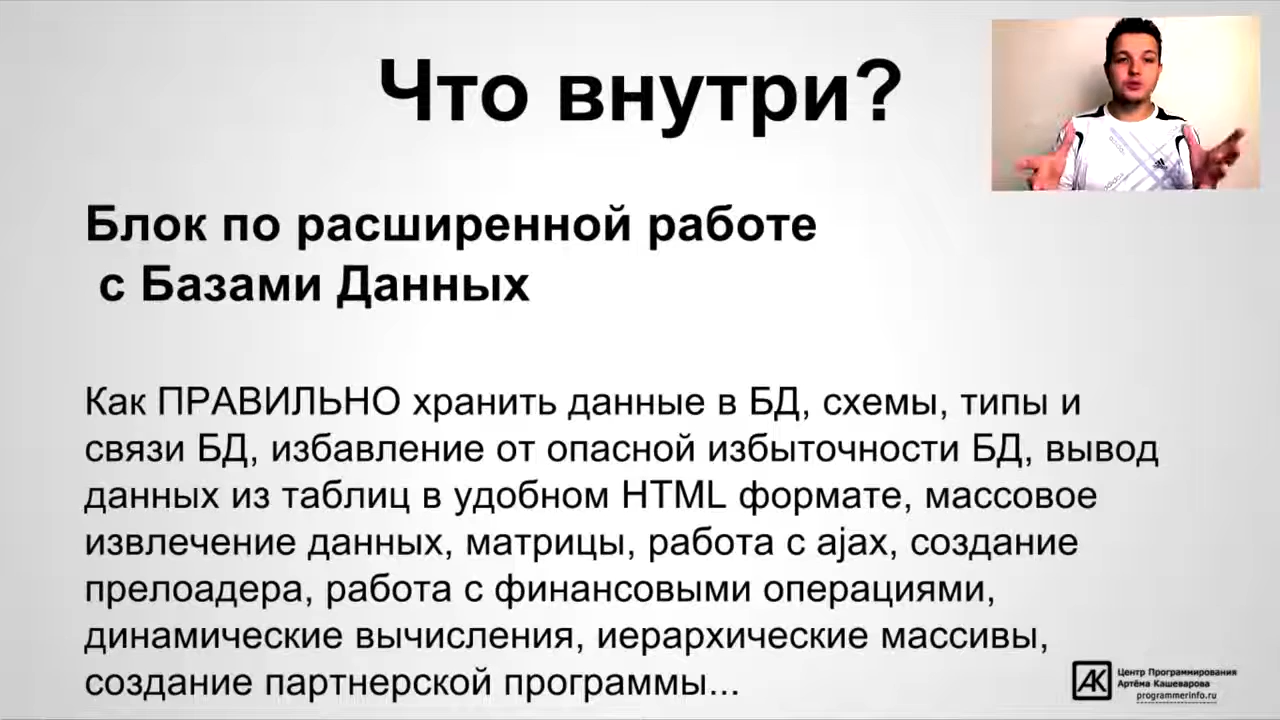 Что внутри?
Блок по расширенной работе
с Базами Данных
Как ПРАВИЛЬНО хранить данные в БД, схемы, типы и
связи БД, избавление от опасной избыточности БД, вывод
данных из таблиц в удобном HTML формате, массовое
извлечение данных, матрицы, работа с ajax, создание
прелоадера, работа с финансовыми операциями,
динамические вычисления, иерархические массивы,
создание партнерской программы...
АК
Центр Программирования
Артёма Кашеварова
programmerinfo.ru
adidas